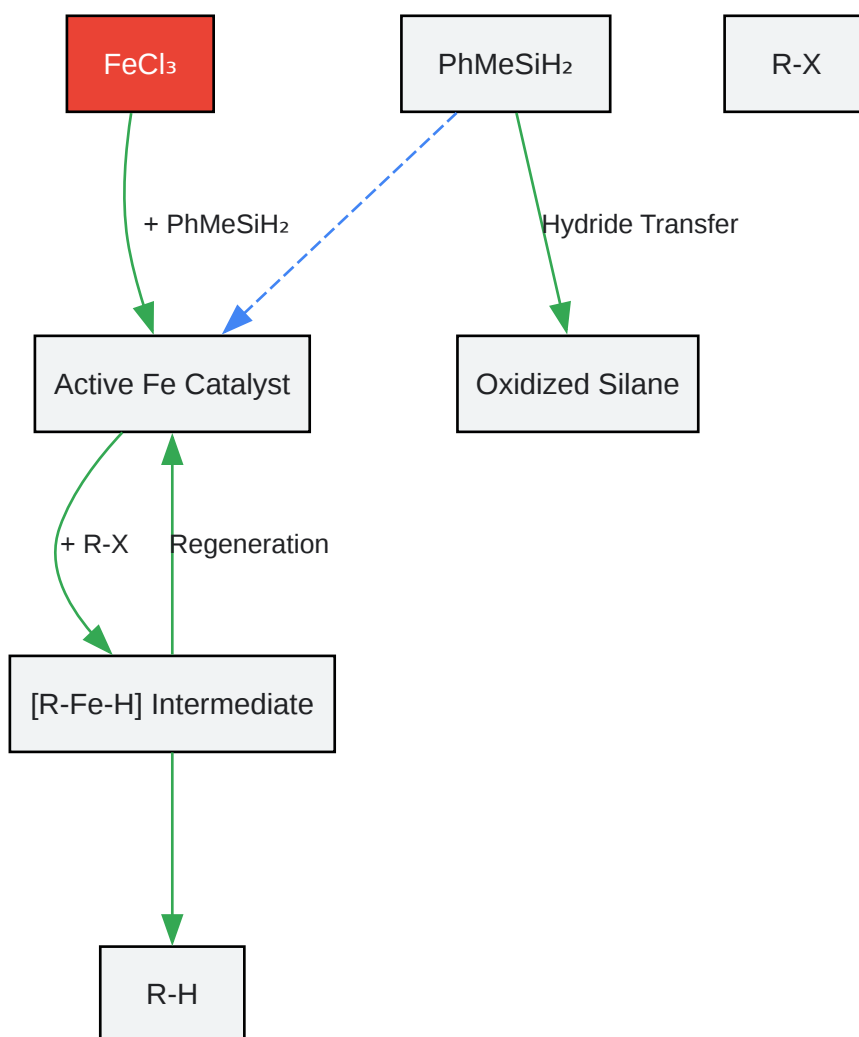 FeCl₃
PhMeSiH₂
R-X
+ PhMeSiH₂
Hydride Transfer
Active Fe Catalyst
Oxidized Silane
+ R-X
Regeneration
[R-Fe-H] Intermediate
R-H